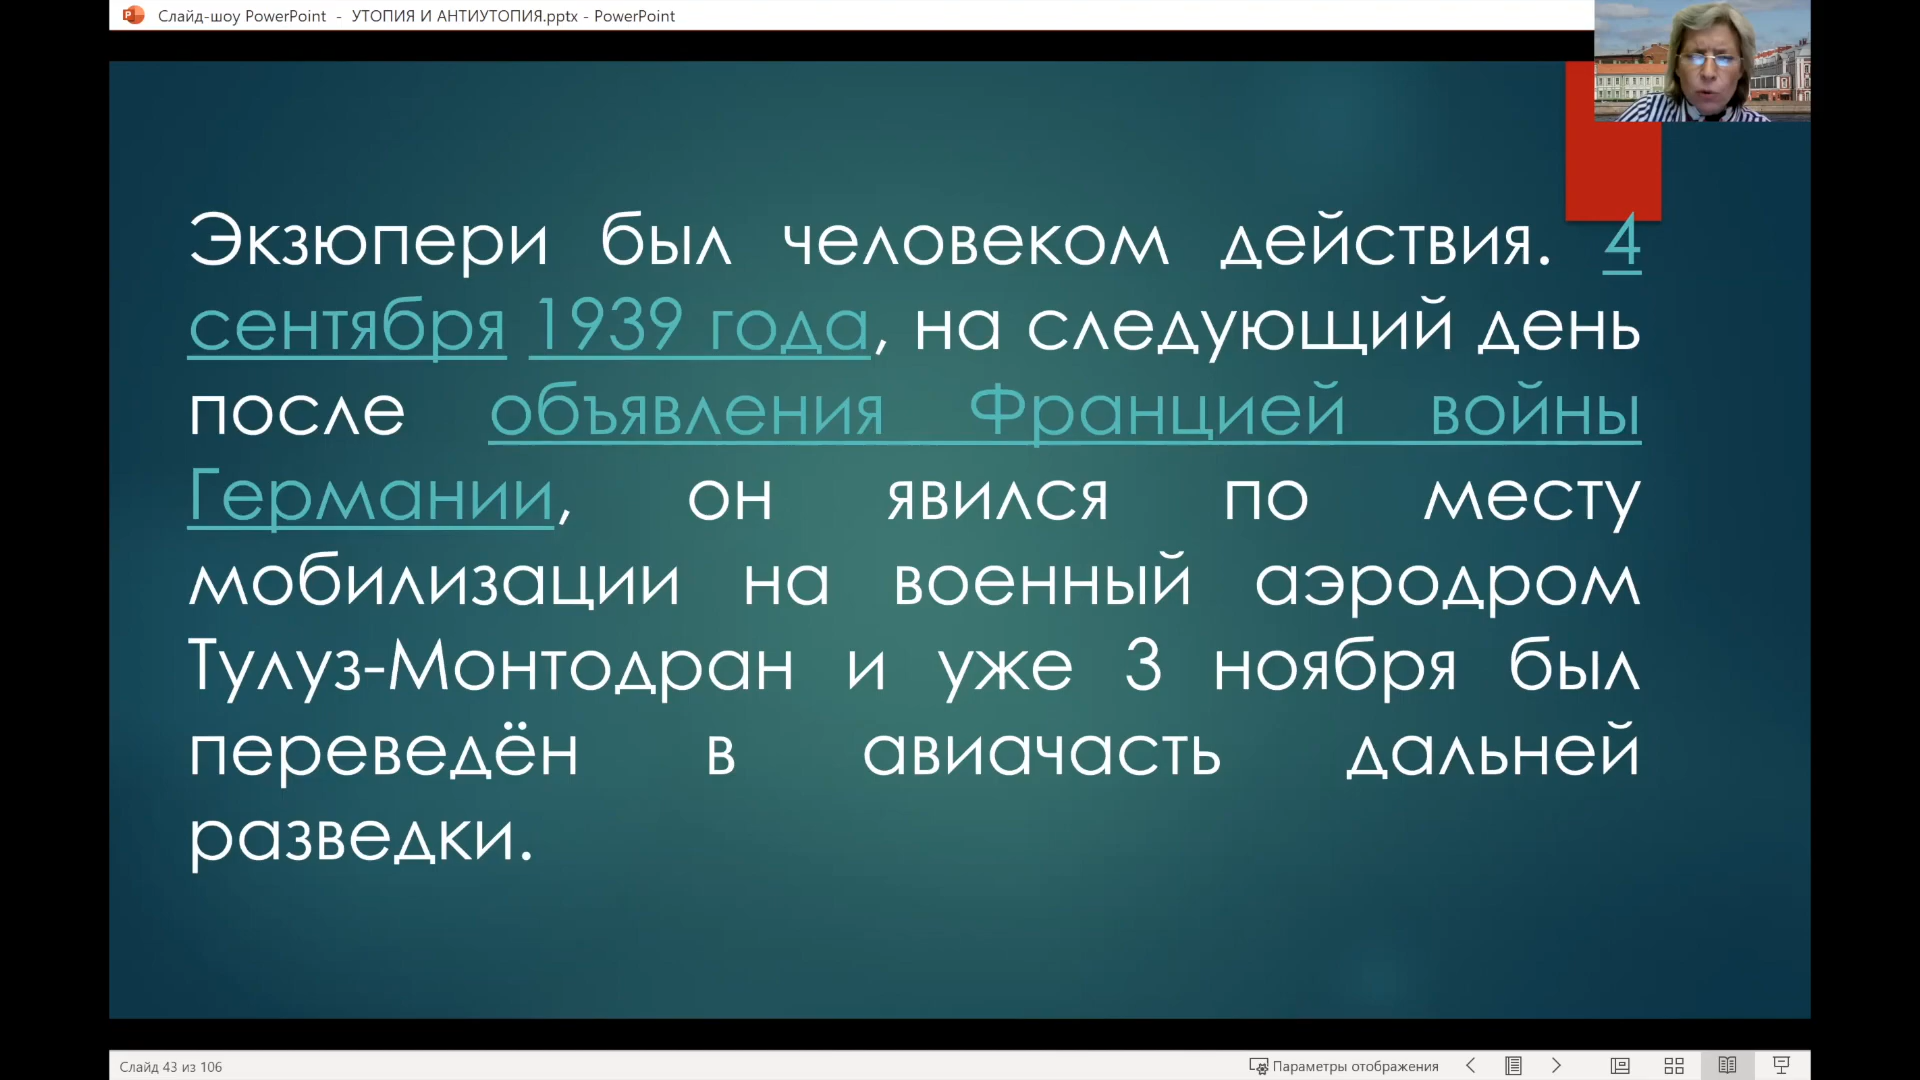 Слайд-шоу PowerPoint - УТОПИЯ И АНТИУТОПИЯ.pptx - PowerPoint
Экзюпери был человеком действия. 4
сентября 1939 года, на следующий день
после объявления Францией войны
Германии, он явился по месту
мобилизации на военный аэродром
Тулуз-Монтодран и уже 3 ноября был
переведён в авиачасть дальней
разведки.
Слайд 43 из 106
Параметры отображения